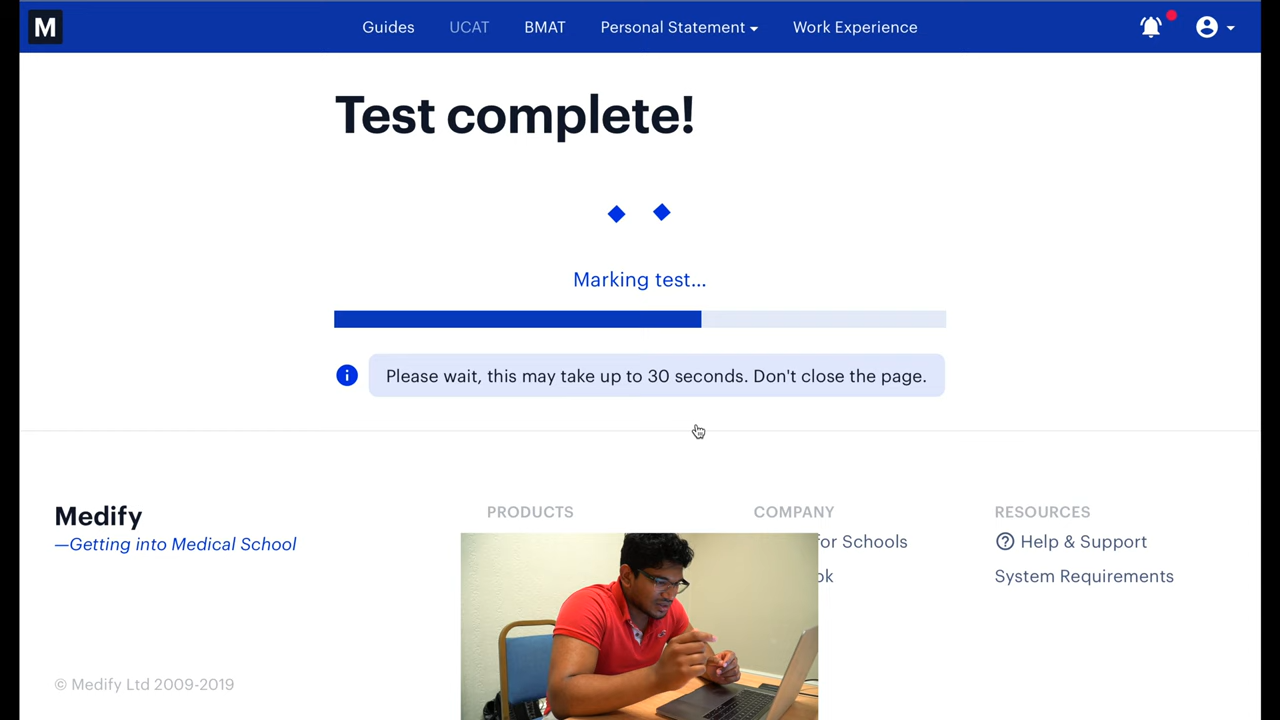 M
Guides UCAT BMAT Personal Statement Work Experience
Test complete!
Marking test...
Please wait, this may take up to 30 seconds. Don't close the page.
Medify
—Getting into Medical School
PRODUCTS
COMPANY
For Schools
RESOURCES
Help & Support
System Requirements
© Medify Ltd 2009-2019